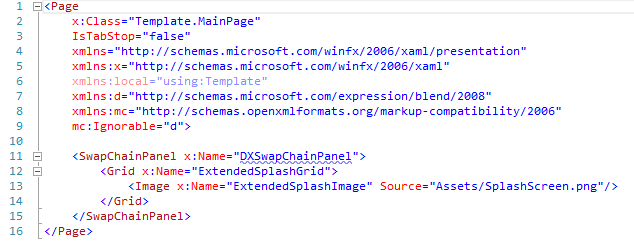 1 <Page
2 x:Class="Template.MainPage"
3 IsTabStop="false"
4 xmlns="http://schemas.microsoft.com/winfx/2006/xaml/presentation"
5 xmlns:x="http://schemas.microsoft.com/winfx/2006/xaml"
6 xmlns:local="using:Template"
7 xmlns:d="http://schemas.microsoft.com/expression/blend/2008"
8 xmlns:mc="http://schemas.openxmlformats.org/markup-compatibility/2006"
9 mc:Ignorable="d">
10
11 <SwapChainPanel x:Name="DXSwapChainPanel">
12 <Grid x:Name="ExtendedSplashGrid">
13 <Image x:Name="ExtendedSplashImage" Source="Assets/SplashScreen.png"/>
14 </Grid>
15 </SwapChainPanel>
16 </Page>